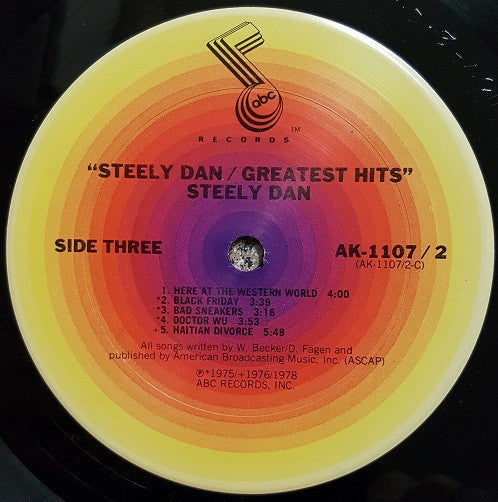 abc
™
RECORDS
"STEELY DAN / GREATEST HITS"
STEELY DAN
SIDE THREE
AK-1107 / 2
(AK-1107/2-C)
1. HERE AT THE WESTERN WORLD 4:00
*2. BLACK FRIDAY 3:39
*3. BAD SNEAKERS 3:16
*4. DOCTOR WU 3:53
+5. HAITIAN DIVORCE 5:48
All songs written by W. Becker/D. Fagen and
published by American Broadcasting Music, Inc. (ASCAP)
℗*1975/+1976/1978
ABC RECORDS, INC.